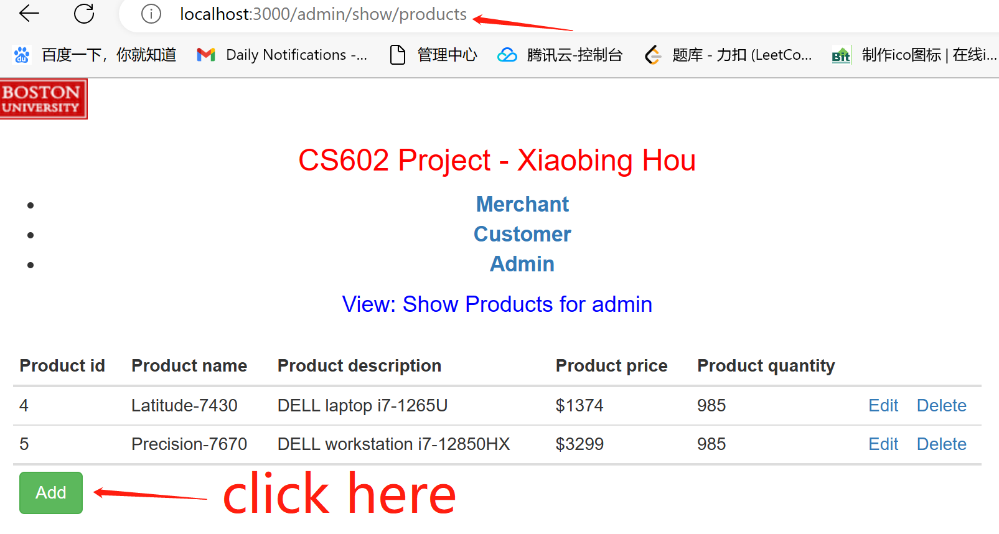 localhost:3000/admin/show/products
百度一下，你就知道 Daily Notifications -... 管理中心 腾讯云-控制台 题库 - 力扣 (LeetCo... 制作ico图标 | 在线i...
du
Bit
BOSTON
UNIVERSITY
CS602 Project - Xiaobing Hou
Merchant
Customer
Admin
View: Show Products for admin
Product id Product name Product description Product price Product quantity
4 Latitude-7430 DELL laptop i7-1265U $1374 985 Edit Delete
5 Precision-7670 DELL workstation i7-12850HX $3299 985 Edit Delete
Add click here